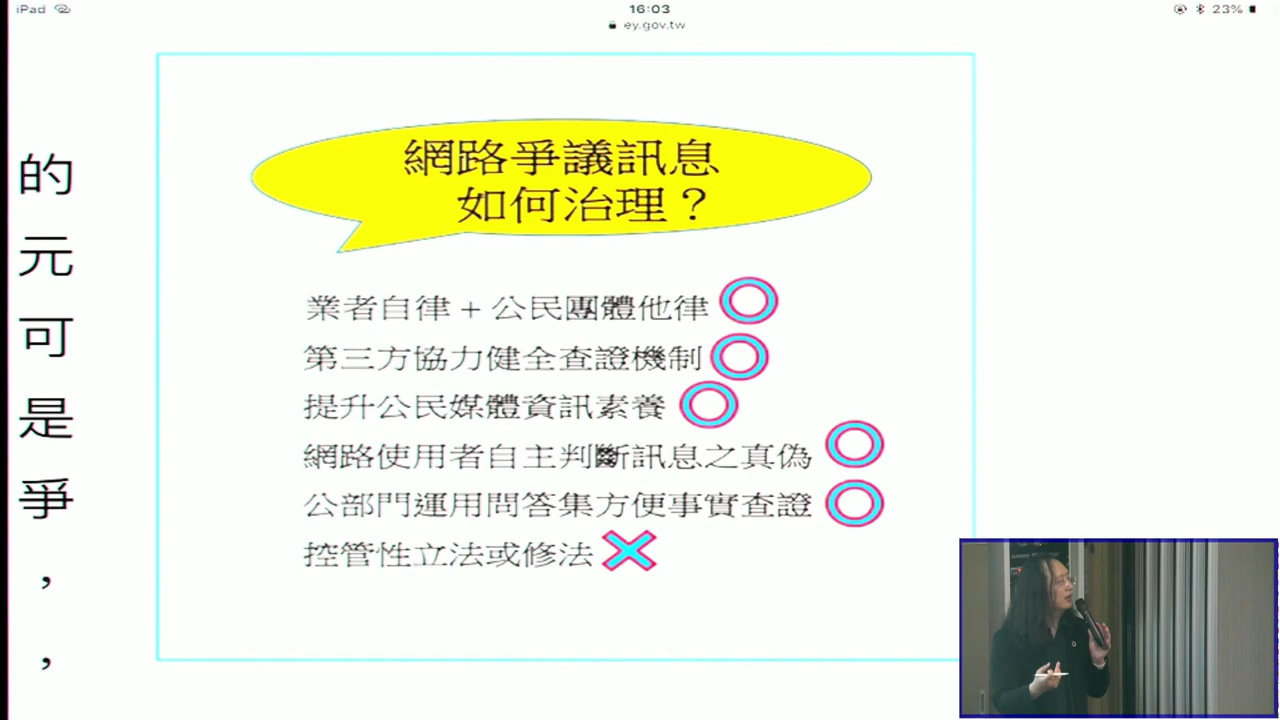 iPad
16:03
23%
ey.gov.tw
網路爭議訊息
如何治理？
業者自律 + 公民團體他律
第三方協力健全查證機制
提升公民媒體資訊素養
網路使用者自主判斷訊息之真偽
公部門運用問答集方便事實查證
控管性立法或修法
的元可是爭，，